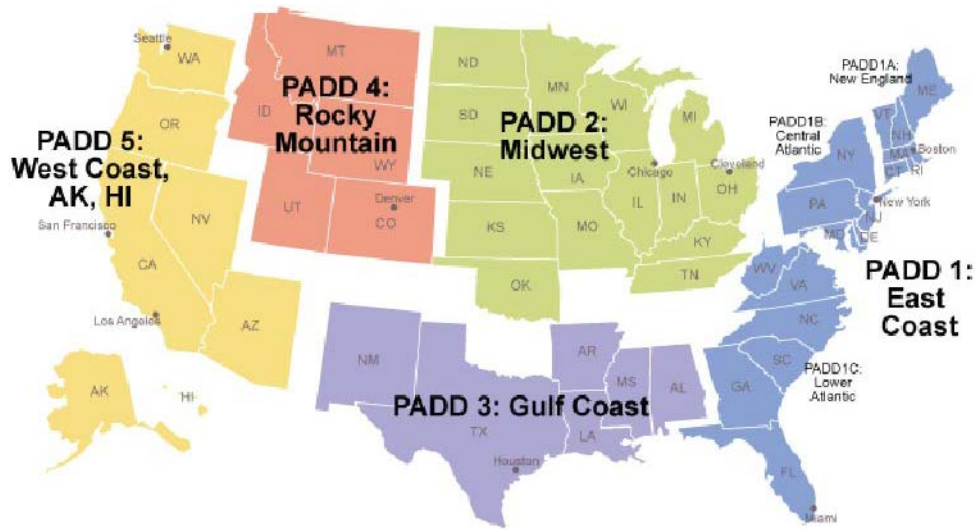 Seattle
WA
OR
PADD 5:
West Coast,
AK, HI
San Francisco
NV
CA
Los Angeles
AZ
AK
HI
MT
PADD 4:
Rocky
Mountain
ID
WY
UT
Denver
CO
ND
MN
SD
WI
MI
PADD 2:
Midwest
NE
IA
Chicago
Cleveland
IL
IN
OH
KS
MO
KY
OK
TN
NM
AR
MS
AL
PADD 3: Gulf Coast
TX
LA
Houston
PADD1A:
New England
ME
VT
NH
PADD1B:
Central
Atlantic
NY
MA
Boston
CT
RI
PA
New York
NJ
MD
DE
PADD 1:
East
Coast
WV
VA
NC
SC
PADD1C:
Lower
Atlantic
GA
FL
Miami